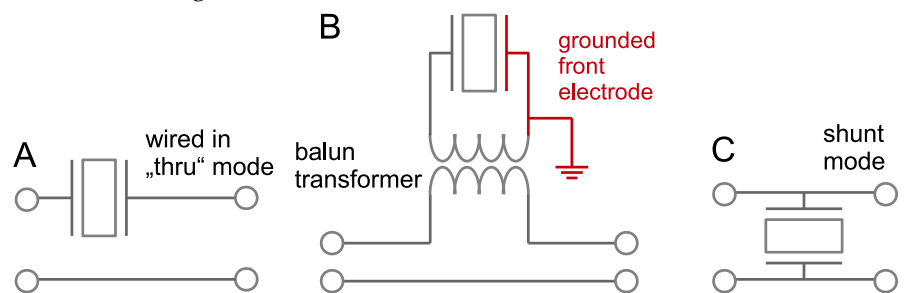 A
wired in
„thru“ mode
B
grounded
front
electrode
balun
transformer
C
shunt
mode